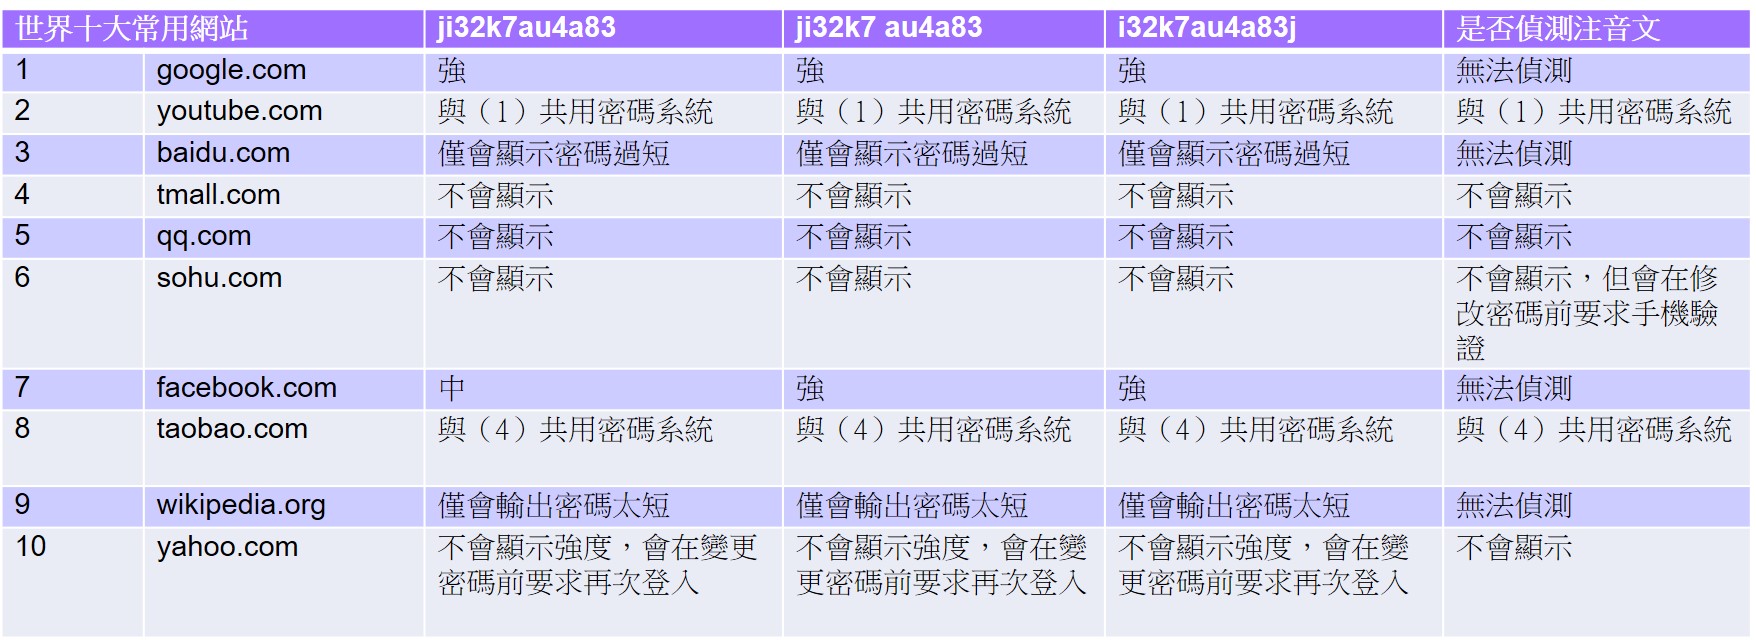 世界十大常用網站 ji32k7au4a83 ji32k7 au4a83 i32k7au4a83j 是否偵測注音文
1 google.com 強 強 強 無法偵測
2 youtube.com 與（1）共用密碼系統 與（1）共用密碼系統 與（1）共用密碼系統 與（1）共用密碼系統
3 baidu.com 僅會顯示密碼過短 僅會顯示密碼過短 僅會顯示密碼過短 無法偵測
4 tmall.com 不會顯示 不會顯示 不會顯示 不會顯示
5 qq.com 不會顯示 不會顯示 不會顯示 不會顯示
6 sohu.com 不會顯示 不會顯示 不會顯示 不會顯示，但會在修
改密碼前要求手機驗
證
7 facebook.com 中 強 強 無法偵測
8 taobao.com 與（4）共用密碼系統 與（4）共用密碼系統 與（4）共用密碼系統 與（4）共用密碼系統
9 wikipedia.org 僅會輸出密碼太短 僅會輸出密碼太短 僅會輸出密碼太短 無法偵測
10 yahoo.com 不會顯示強度，會在變更 不會顯示強度，會在變 不會顯示強度，會在變 不會顯示
密碼前要求再次登入 更密碼前要求再次登入 更密碼前要求再次登入